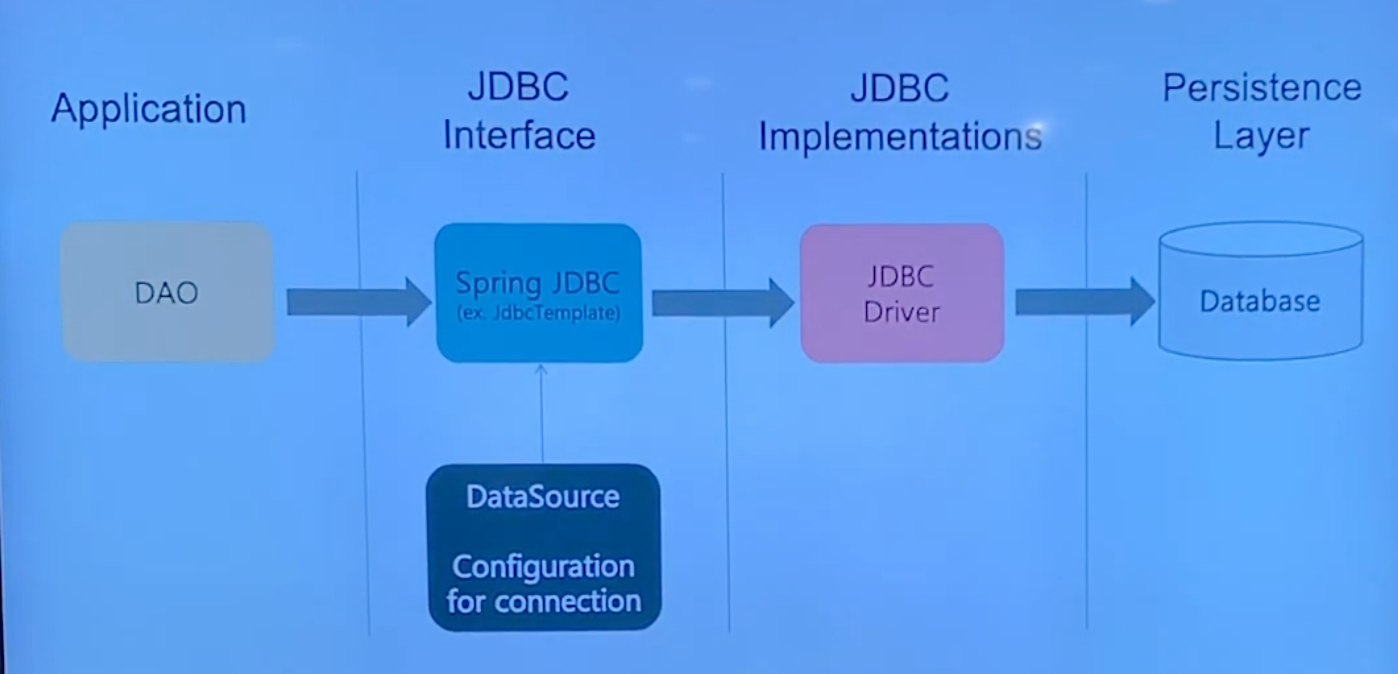 Application
JDBC
Interface
JDBC
Implementations
Persistence
Layer
DAO
Spring JDBC
(ex. JdbcTemplate)
JDBC
Driver
Database
DataSource
Configuration
for connection